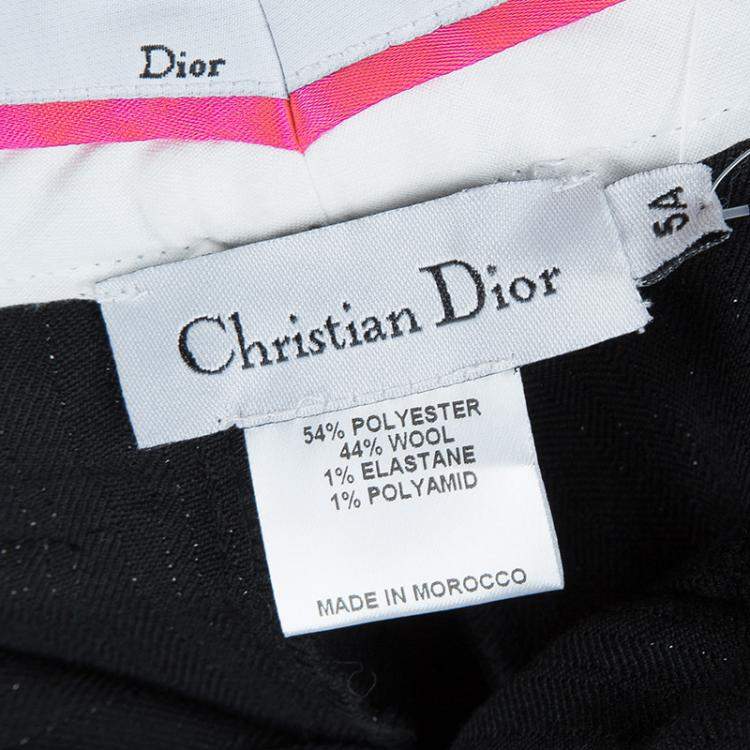 Dior
Christian Dior
5A
54% POLYESTER
44% WOOL
1% ELASTANE
1% POLYAMID
MADE IN MOROCCO